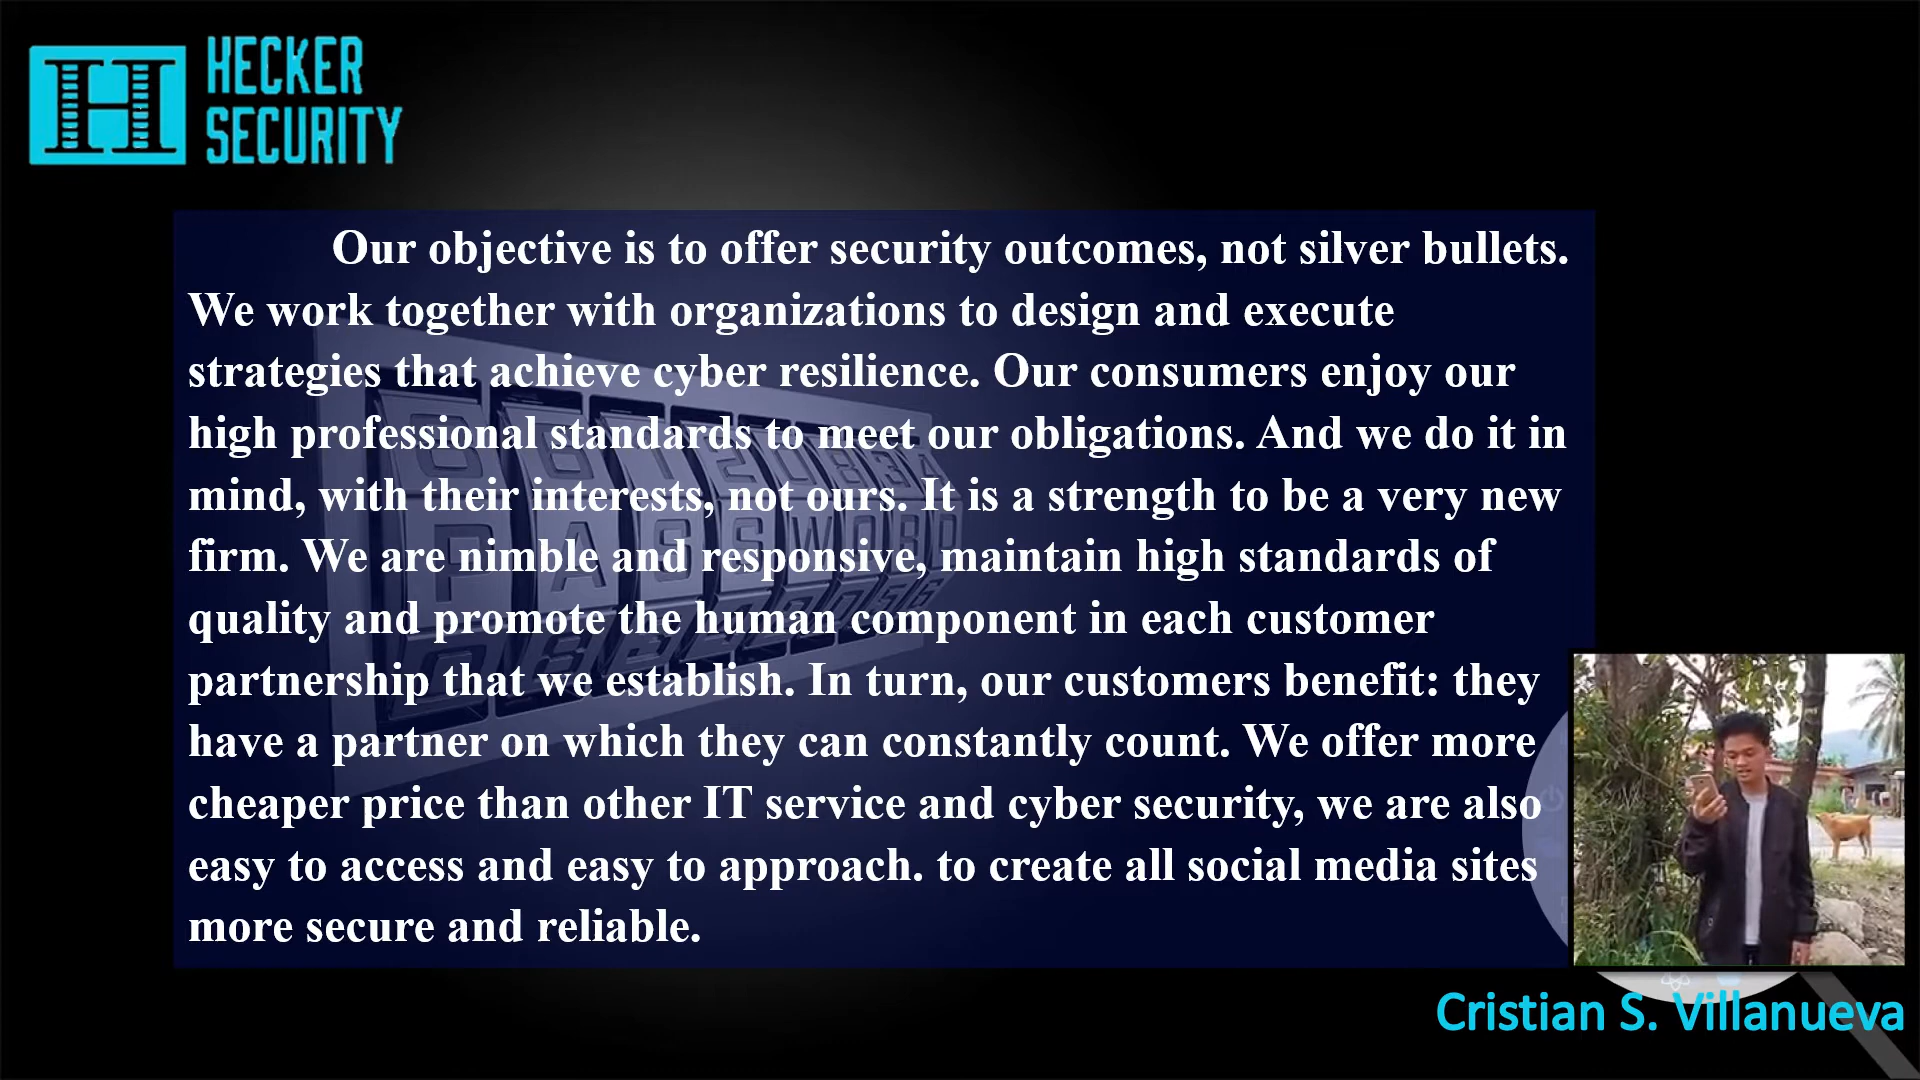 HECKER
SECURITY
Our objective is to offer security outcomes, not silver bullets.
We work together with organizations to design and execute
strategies that achieve cyber resilience. Our consumers enjoy our
high professional standards to meet our obligations. And we do it in
mind, with their interests, not ours. It is a strength to be a very new
firm. We are nimble and responsive, maintain high standards of
quality and promote the human component in each customer
partnership that we establish. In turn, our customers benefit: they
have a partner on which they can constantly count. We offer more
cheaper price than other IT service and cyber security, we are also
easy to access and easy to approach. to create all social media sites
more secure and reliable.
PASSWORD
Cristian S. Villanueva